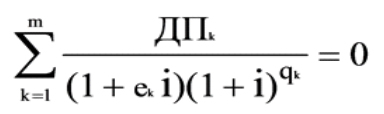 m
∑ ДПₖ / (1 + eₖ i)(1 + i)^qₖ = 0
k=1